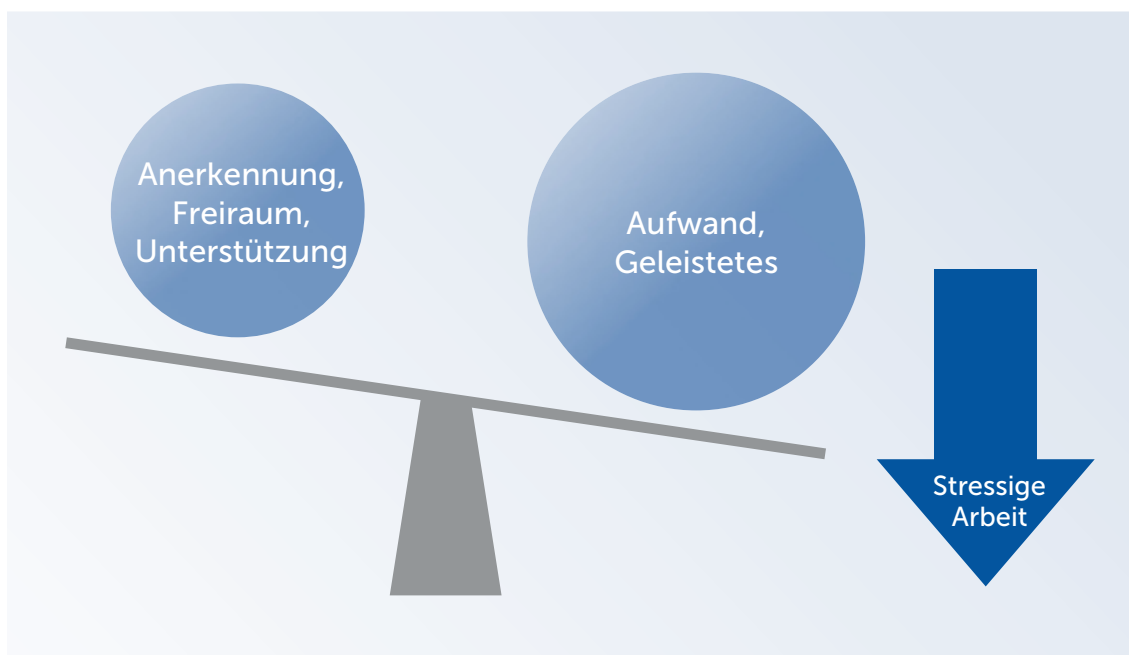 Anerkennung,
Freiraum,
Unterstützung
Aufwand,
Geleistetes
Stressige
Arbeit